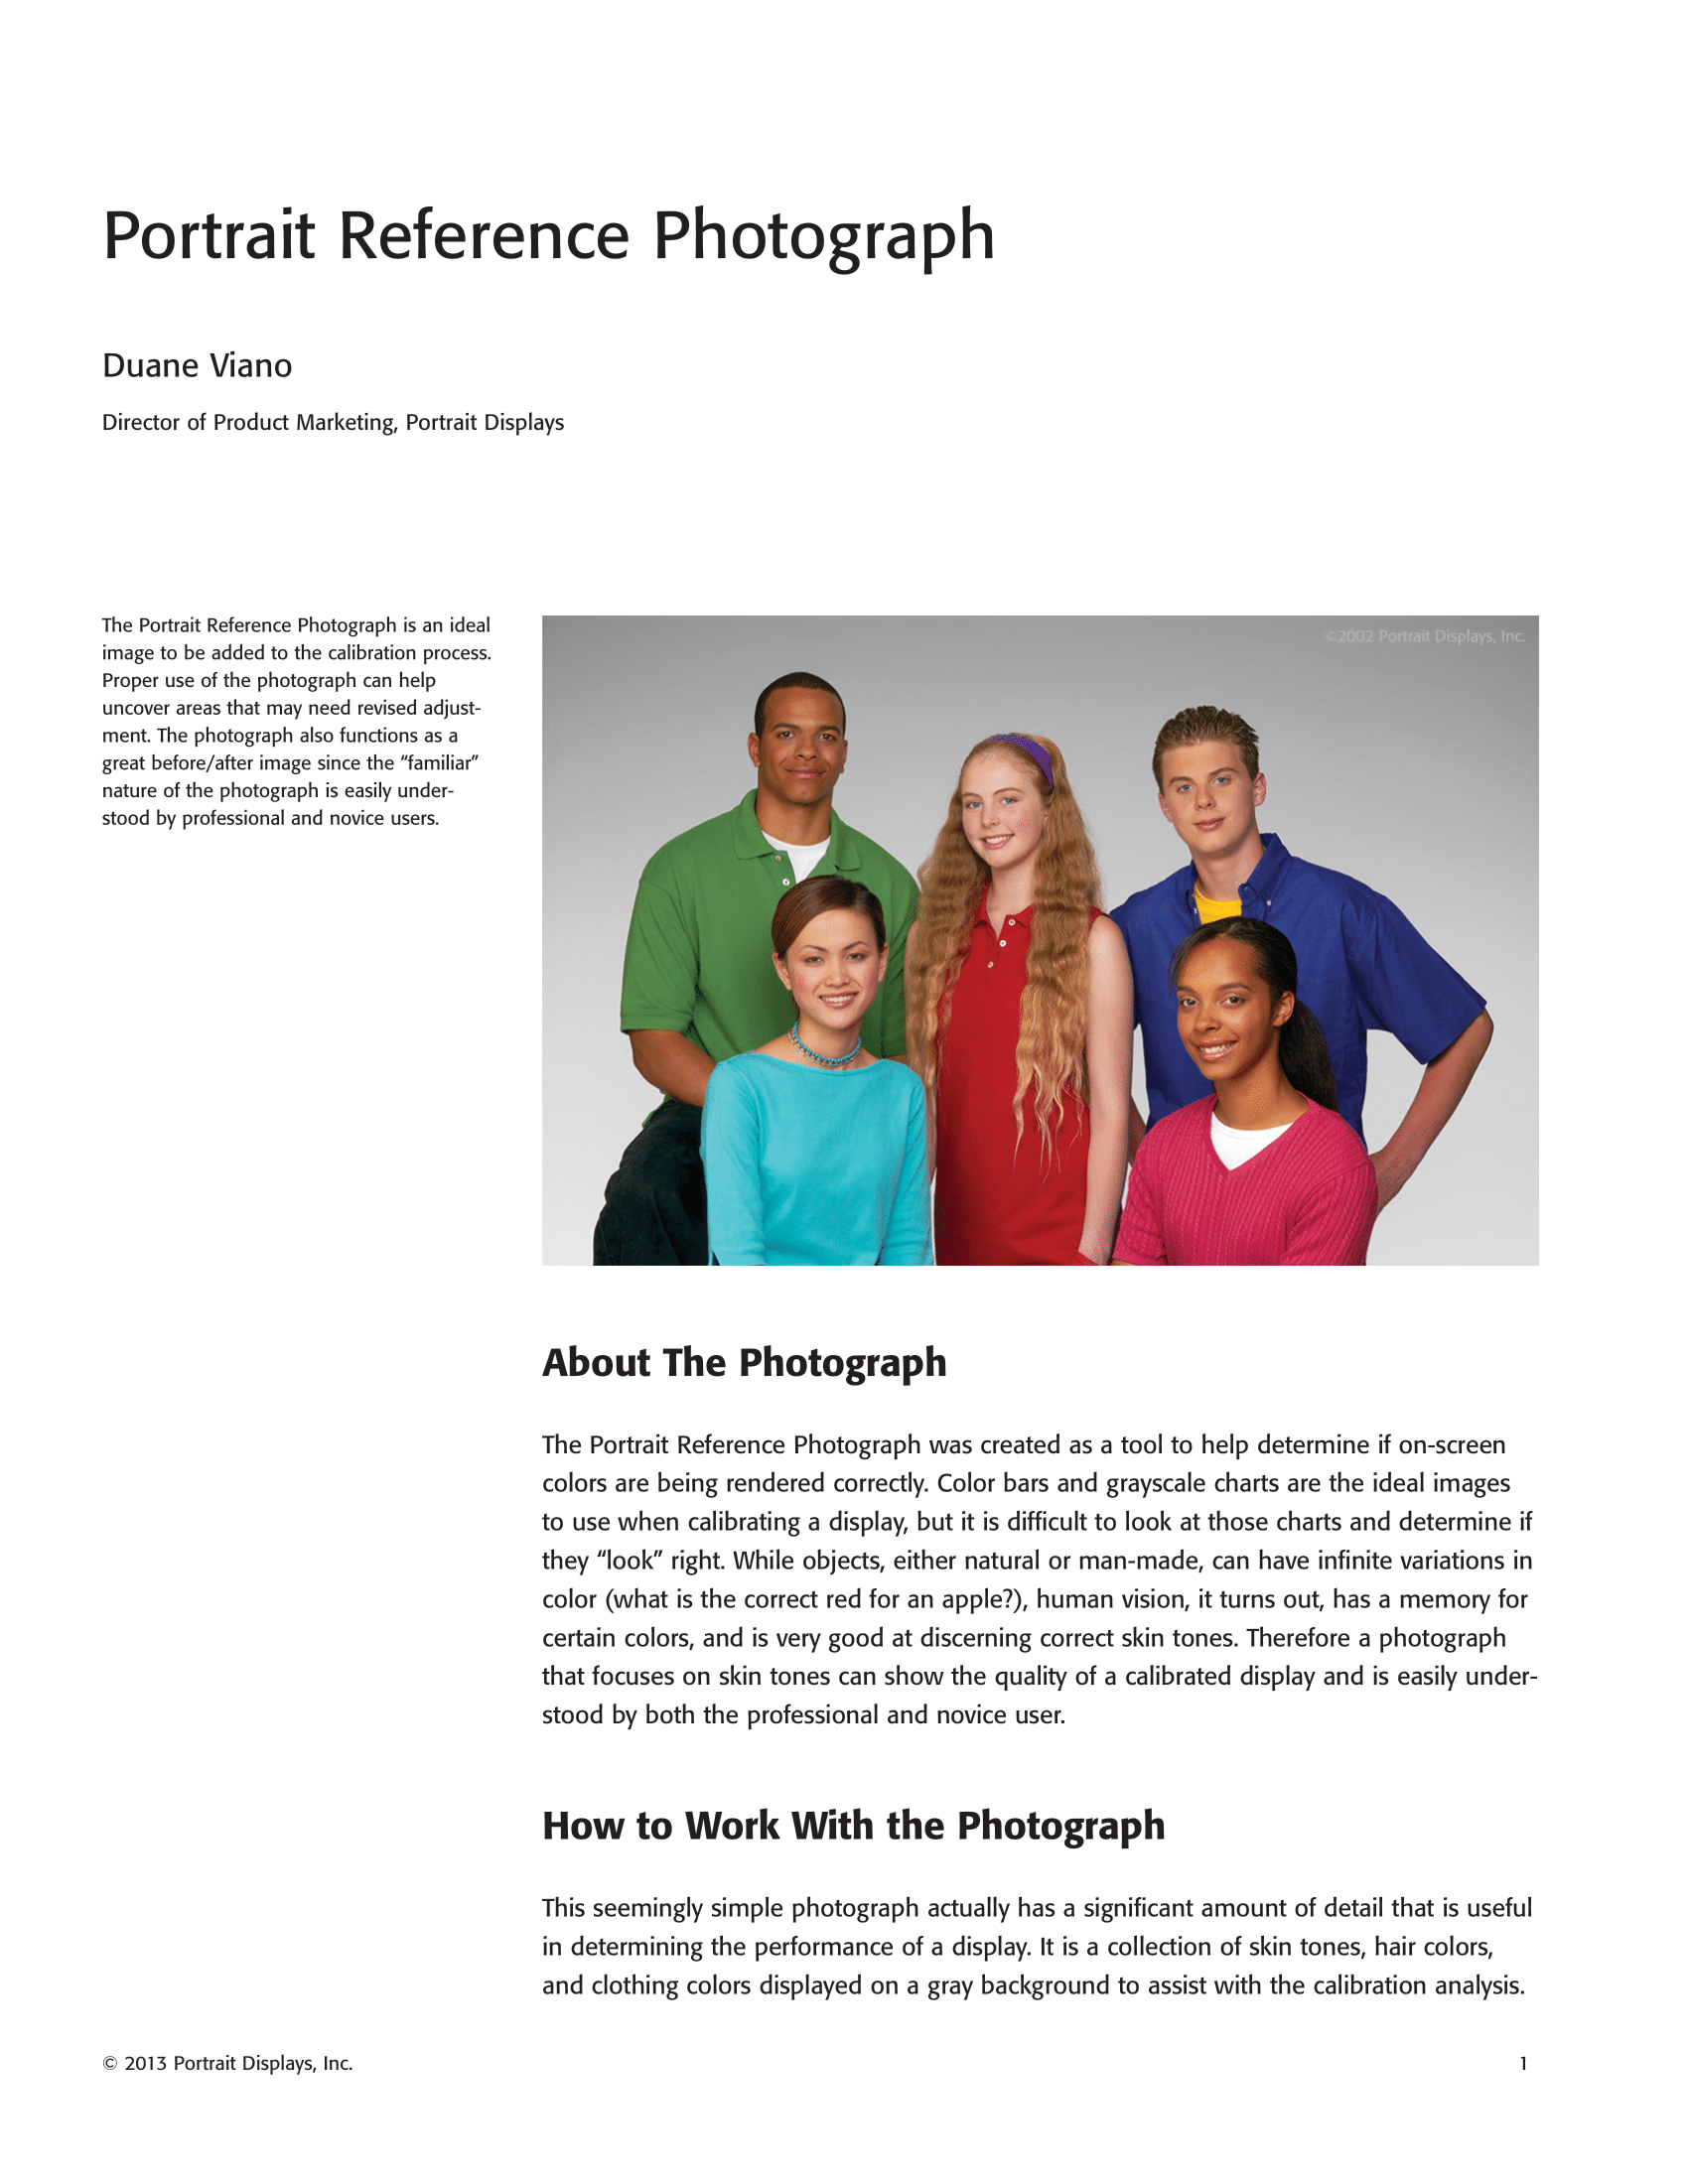 Portrait Reference Photograph
Duane Viano
Director of Product Marketing, Portrait Displays
The Portrait Reference Photograph is an ideal
image to be added to the calibration process.
Proper use of the photograph can help
uncover areas that may need revised adjust-
ment. The photograph also functions as a
great before/after image since the “familiar”
nature of the photograph is easily under-
stood by professional and novice users.
©2002 Portrait Displays, Inc.
About The Photograph
The Portrait Reference Photograph was created as a tool to help determine if on-screen
colors are being rendered correctly. Color bars and grayscale charts are the ideal images
to use when calibrating a display, but it is difficult to look at those charts and determine if
they “look” right. While objects, either natural or man-made, can have infinite variations in
color (what is the correct red for an apple?), human vision, it turns out, has a memory for
certain colors, and is very good at discerning correct skin tones. Therefore a photograph
that focuses on skin tones can show the quality of a calibrated display and is easily under-
stood by both the professional and novice user.
How to Work With the Photograph
This seemingly simple photograph actually has a significant amount of detail that is useful
in determining the performance of a display. It is a collection of skin tones, hair colors,
and clothing colors displayed on a gray background to assist with the calibration analysis.
© 2013 Portrait Displays, Inc.
1